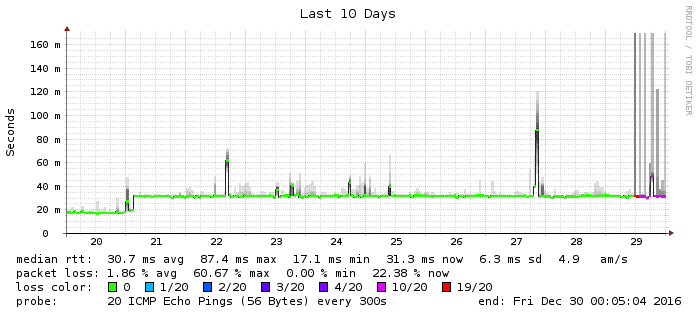 Last 10 Days
RRDTOOL / TOBI OETIKER
Seconds
160 m
140 m
120 m
100 m
80 m
60 m
40 m
20 m
0
20 21 22 23 24 25 26 27 28 29
median rtt: 30.7 ms avg 87.4 ms max 17.1 ms min 31.3 ms now 6.3 ms sd 4.9 am/s
packet loss: 1.86 % avg 60.67 % max 0.00 % min 22.38 % now
loss color: 0 1/20 2/20 3/20 4/20 10/20 19/20
probe: 20 ICMP Echo Pings (56 Bytes) every 300s end: Fri Dec 30 00:05:04 2016